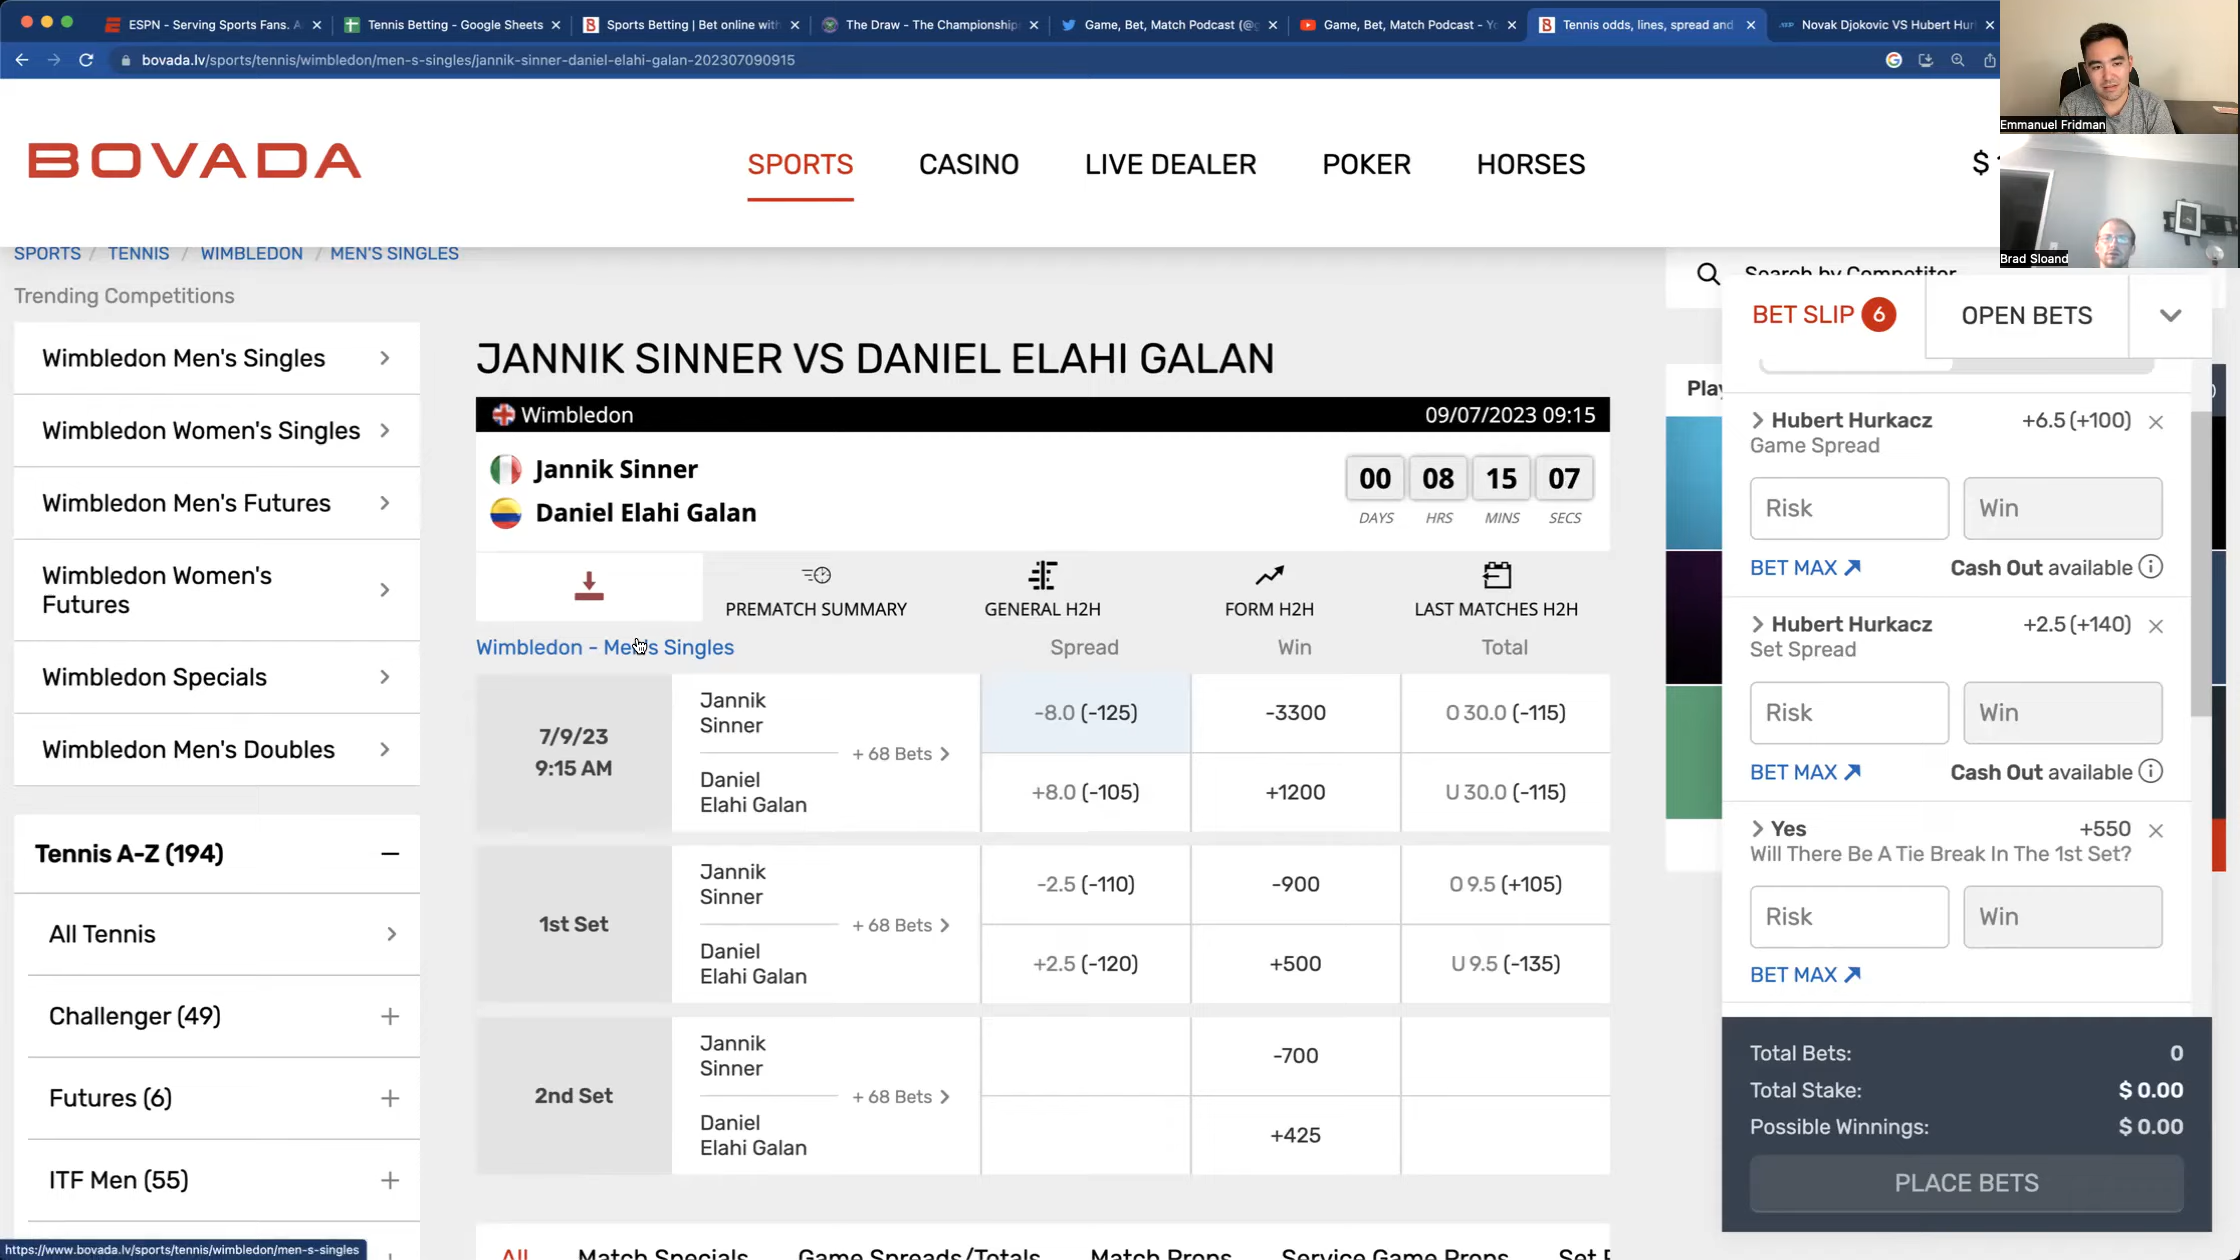 ESPN - Serving Sports Fans. A
Tennis Betting - Google Sheets
Sports Betting | Bet online with
The Draw - The Championship
Game, Bet, Match Podcast (@g
Game, Bet, Match Podcast - Yo
Tennis odds, lines, spread and
Novak Djokovic VS Hubert Hur
bovada.lv/sports/tennis/wimbledon/men-s-singles/jannik-sinner-daniel-elahi-galan-202307090915
Emmanuel Fridman
Brad Sloand
BOVADA
SPORTS
CASINO
LIVE DEALER
POKER
HORSES
$
SPORTS / TENNIS / WIMBLEDON / MEN'S SINGLES
Trending Competitions
Wimbledon Men's Singles
Wimbledon Women's Singles
Wimbledon Men's Futures
Wimbledon Women's
Futures
Wimbledon Specials
Wimbledon Men's Doubles
Tennis A-Z (194)
All Tennis
Challenger (49)
Futures (6)
ITF Men (55)
JANNIK SINNER VS DANIEL ELAHI GALAN
Wimbledon 09/07/2023 09:15
Jannik Sinner
Daniel Elahi Galan
00 08 15 07
DAYS HRS MINS SECS
PREMATCH SUMMARY
GENERAL H2H
FORM H2H
LAST MATCHES H2H
Wimbledon - Men's Singles
Spread Win Total
7/9/23
9:15 AM
Jannik
Sinner
+ 68 Bets
Daniel
Elahi Galan
-8.0 (-125) -3300 O 30.0 (-115)
+8.0 (-105) +1200 U 30.0 (-115)
1st Set
Jannik
Sinner
+ 68 Bets
Daniel
Elahi Galan
-2.5 (-110) -900 O 9.5 (+105)
+2.5 (-120) +500 U 9.5 (-135)
2nd Set
Jannik
Sinner
+ 68 Bets
Daniel
Elahi Galan
-700
+425
All Match Specials Game Spreads/Totals Match Props Service Game Props Set
Search by Competitor
Play
BET SLIP 6
OPEN BETS
Hubert Hurkacz +6.5 (+100)
Game Spread
Risk Win
BET MAX Cash Out available
Hubert Hurkacz +2.5 (+140)
Set Spread
Risk Win
BET MAX Cash Out available
Yes +550
Will There Be A Tie Break In The 1st Set?
Risk Win
BET MAX
Total Bets: 0
Total Stake: $ 0.00
Possible Winnings: $ 0.00
PLACE BETS
https://www.bovada.lv/sports/tennis/wimbledon/men-s-singles